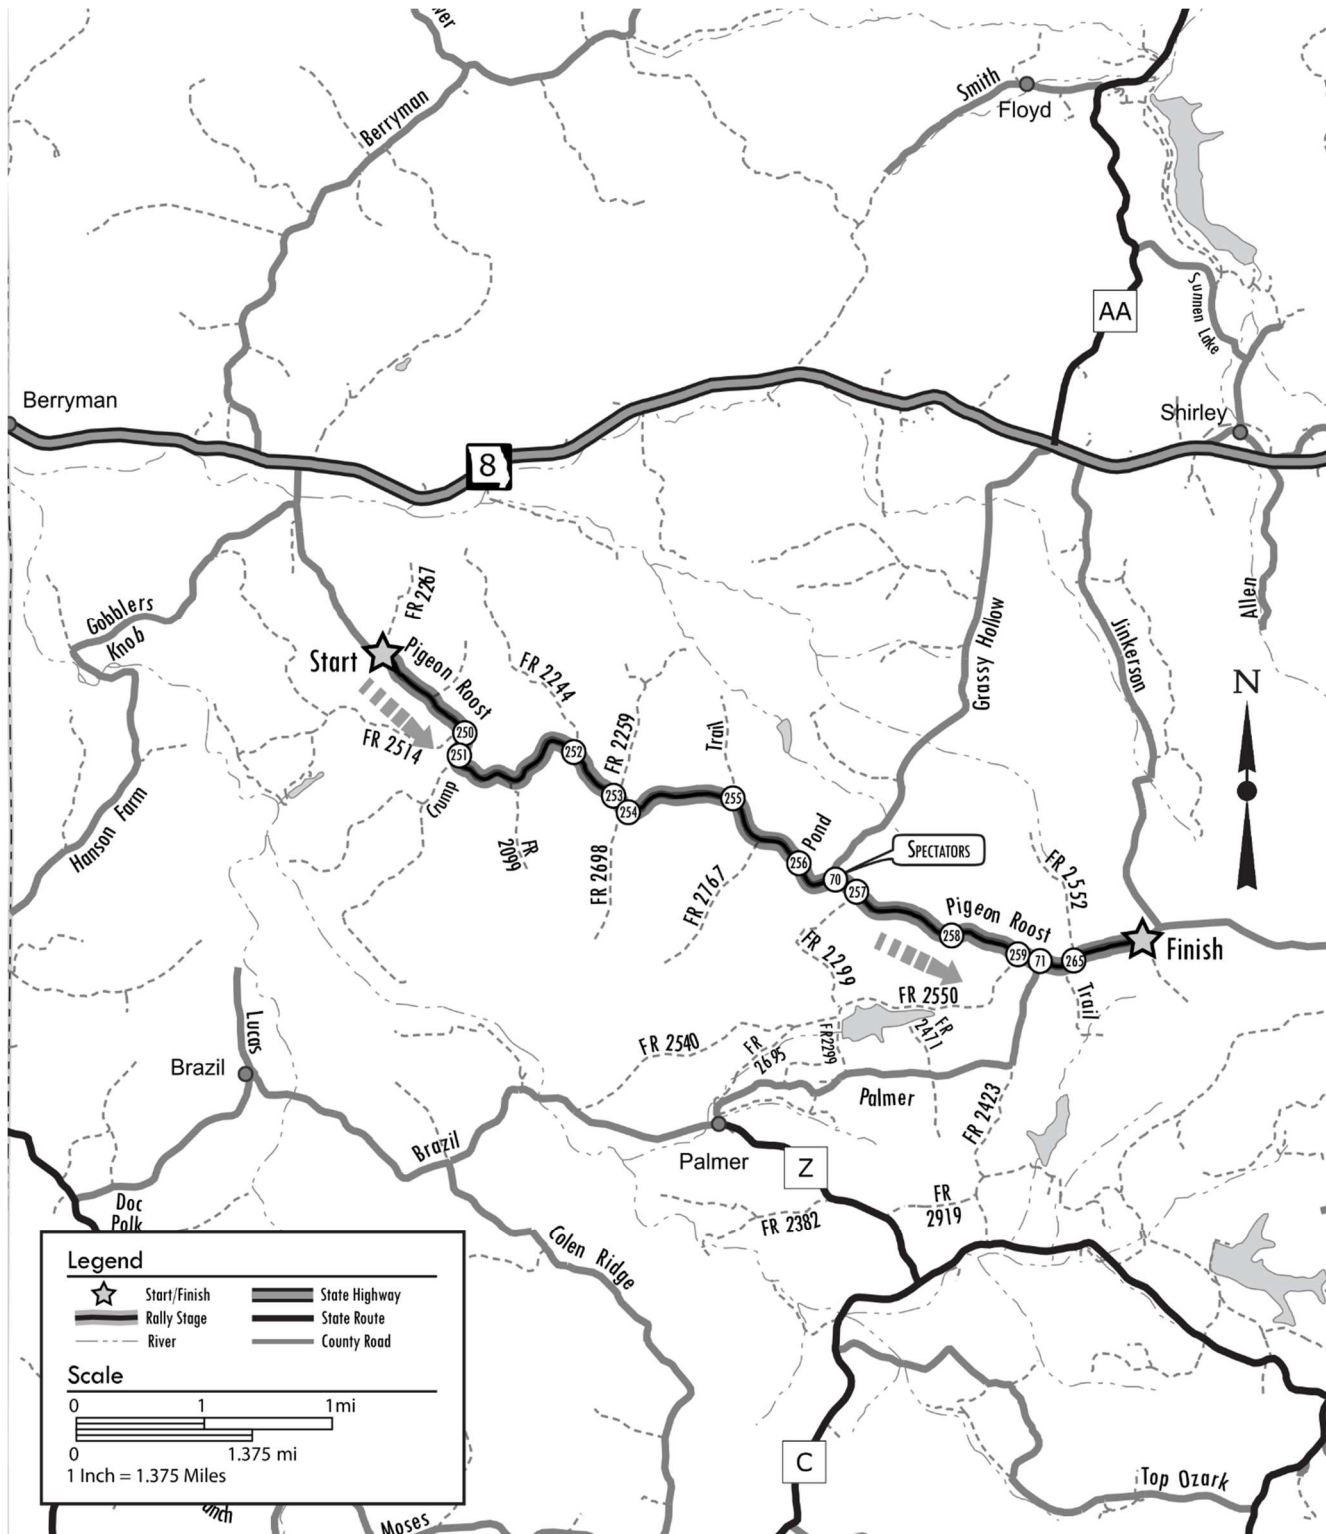 wer
Berryman
Smith
Floyd
AA
Sunnen Lake
Berryman
Shirley
8
Allen
FR 2267
Gobblers
Knob
Start
Pigeon Roost
FR 2244
Grassy Hollow
Jinkerson
N
250
251
FR 2514
252
FR 2259
Trail
Crump
253
254
255
Hanson Farm
FR
2099
FR 2698
FR 2767
256
Pond
70
SPECTATORS
257
FR 2552
Pigeon Roost
258
259
71
265
Finish
FR 2299
FR 2550
Trail
Lucas
FR 2540
FR
2695
FR2299
FR
2471
Brazil
Palmer
FR 2423
Brazil
Palmer
Z
Doc
Polk
FR 2382
FR
2919
Colen Ridge
Legend
Start/Finish
State Highway
Rally Stage
State Route
River
County Road
Scale
0 1 1mi
0 1.375 mi
1 Inch = 1.375 Miles
C
Top Ozark
unch
Moses